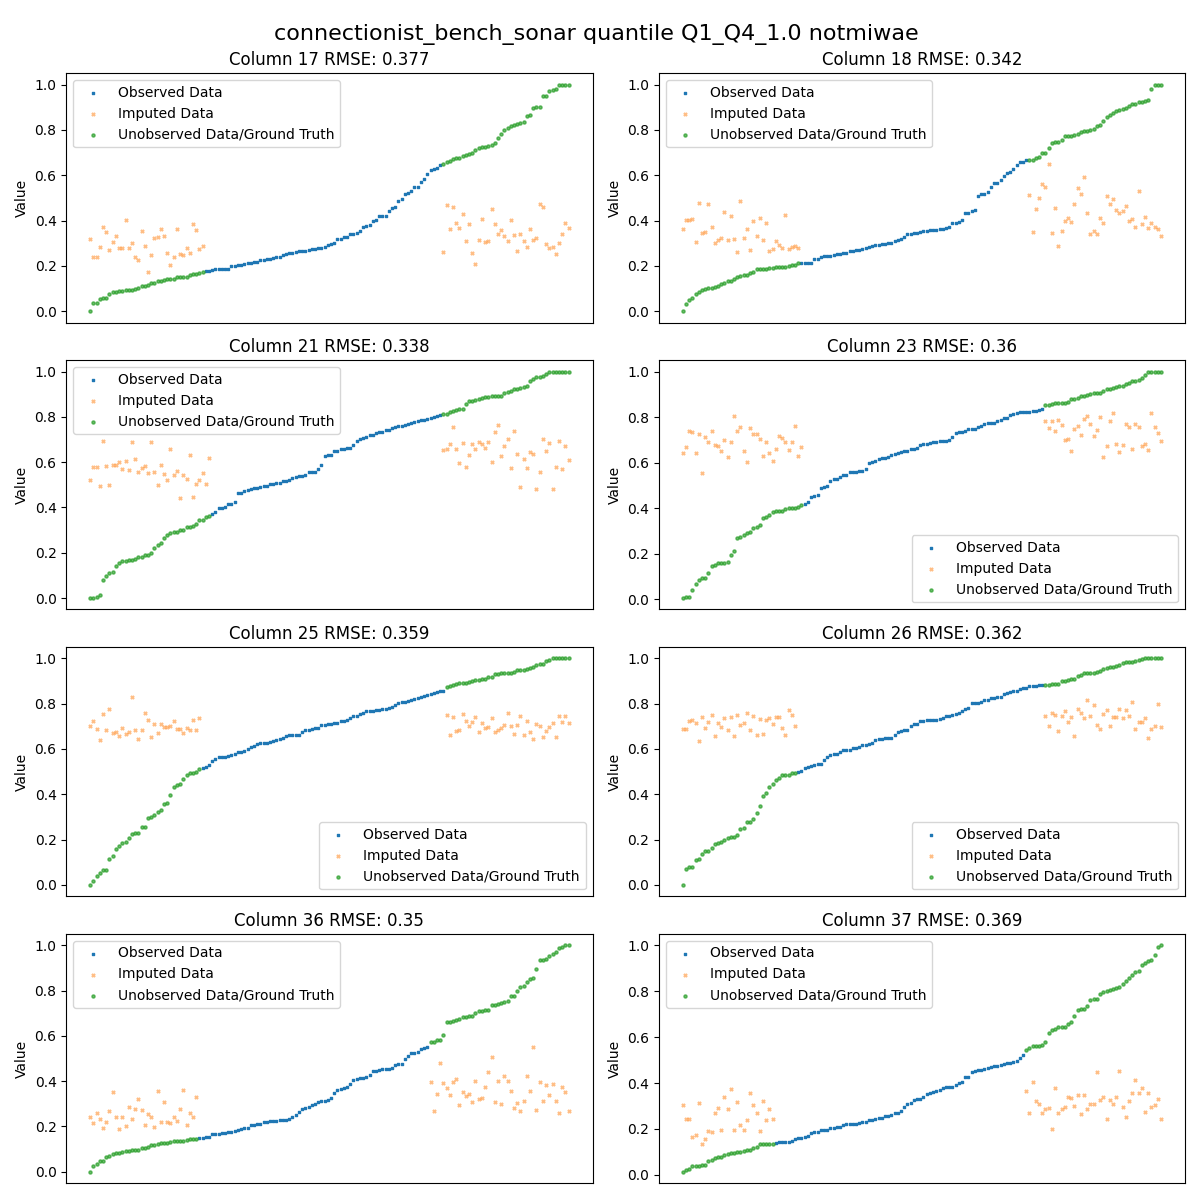 connectionist_bench_sonar quantile Q1_Q4_1.0 notmiwae
Column 17 RMSE: 0.377
Column 18 RMSE: 0.342
1.0
0.8
0.6
0.4
0.2
0.0
Value
Observed Data
Imputed Data
Unobserved Data/Ground Truth
1.0
0.8
0.6
0.4
0.2
0.0
Value
Observed Data
Imputed Data
Unobserved Data/Ground Truth
Column 21 RMSE: 0.338
Column 23 RMSE: 0.36
1.0
0.8
0.6
0.4
0.2
0.0
Value
Observed Data
Imputed Data
Unobserved Data/Ground Truth
1.0
0.8
0.6
0.4
0.2
0.0
Value
Observed Data
Imputed Data
Unobserved Data/Ground Truth
Column 25 RMSE: 0.359
Column 26 RMSE: 0.362
1.0
0.8
0.6
0.4
0.2
0.0
Value
Observed Data
Imputed Data
Unobserved Data/Ground Truth
1.0
0.8
0.6
0.4
0.2
0.0
Value
Observed Data
Imputed Data
Unobserved Data/Ground Truth
Column 36 RMSE: 0.35
Column 37 RMSE: 0.369
1.0
0.8
0.6
0.4
0.2
0.0
Value
Observed Data
Imputed Data
Unobserved Data/Ground Truth
1.0
0.8
0.6
0.4
0.2
0.0
Value
Observed Data
Imputed Data
Unobserved Data/Ground Truth